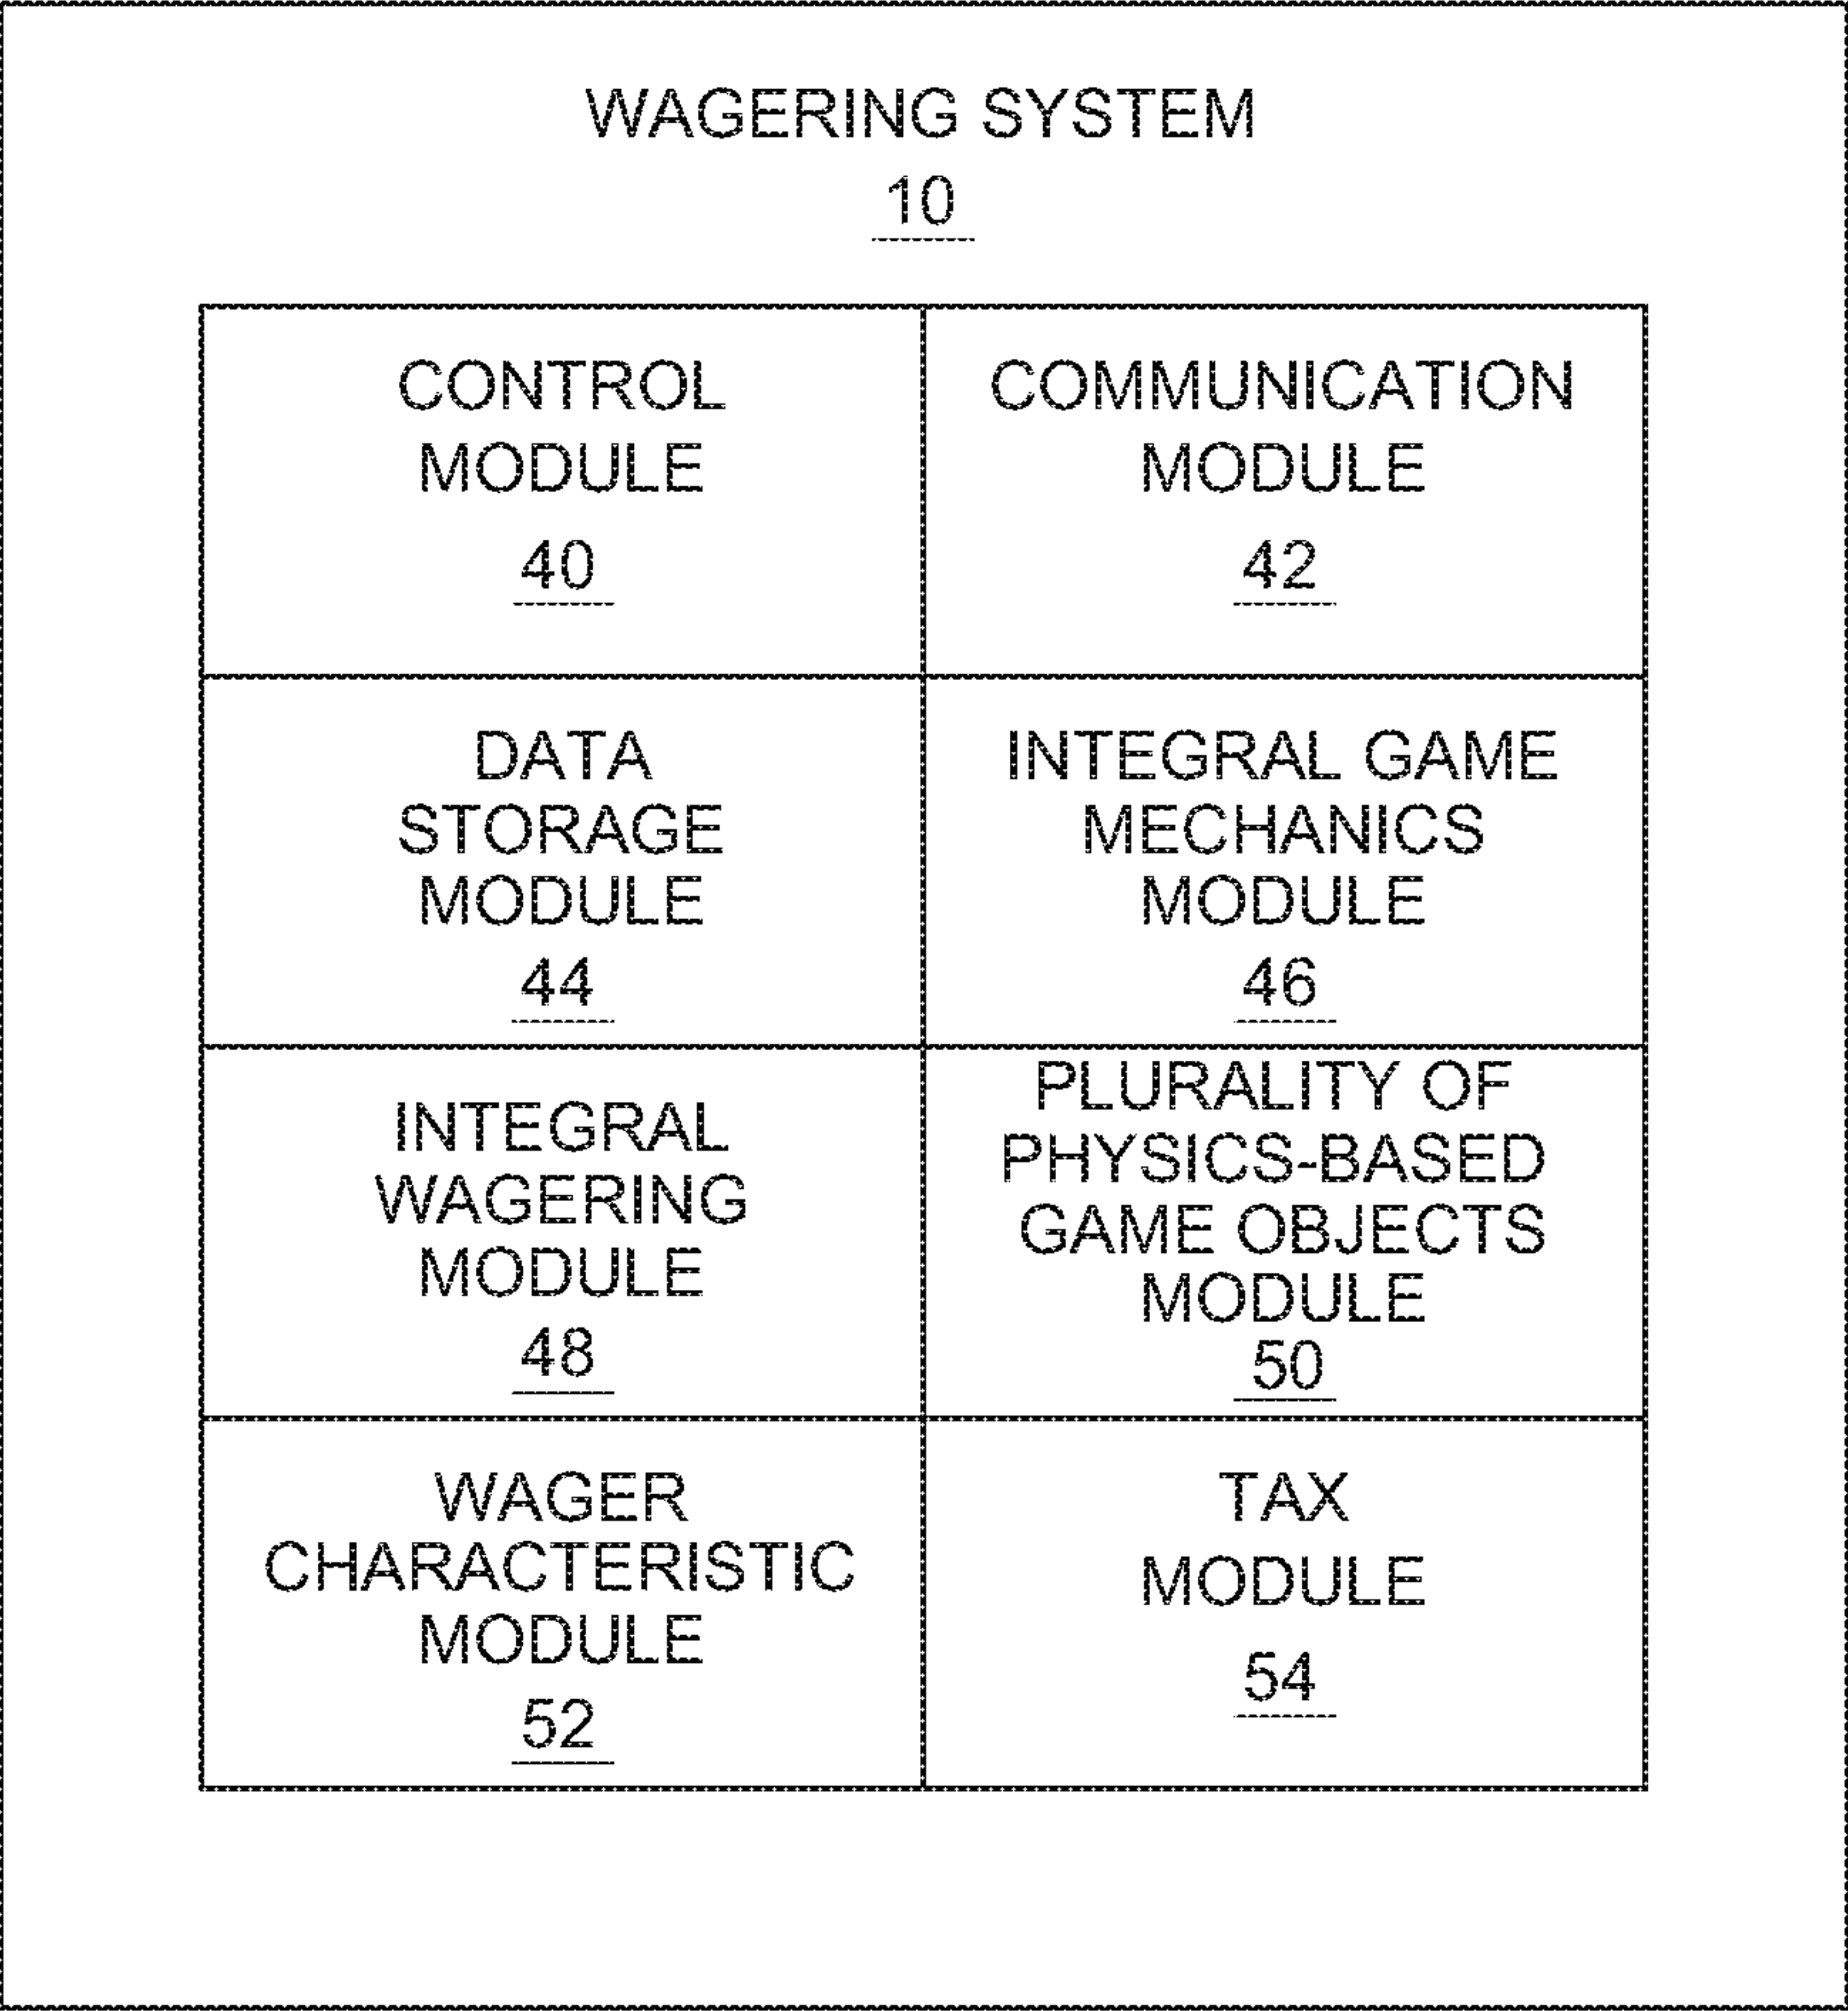 WAGERING SYSTEM
10
CONTROL
MODULE
40
COMMUNICATION
MODULE
42
DATA
STORAGE
MODULE
44
INTEGRAL GAME
MECHANICS
MODULE
46
INTEGRAL
WAGERING
MODULE
48
PLURALITY OF
PHYSICS-BASED
GAME OBJECTS
MODULE
50
WAGER
CHARACTERISTIC
MODULE
52
TAX
MODULE
54